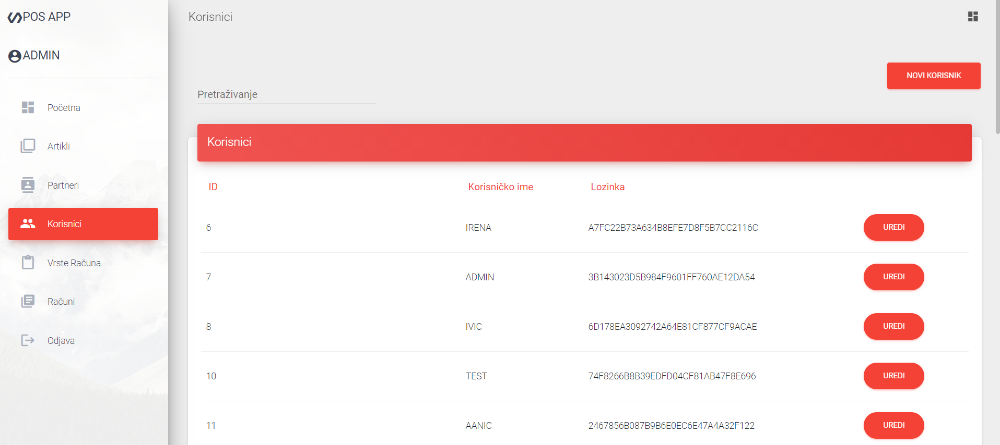 POS APP
ADMIN
Početna
Artikli
Partneri
Korisnici
Vrste Računa
Računi
Odjava
Korisnici
NOVI KORISNIK
Pretraživanje
Korisnici
ID Korisničko ime Lozinka
6 IRENA A7FC22B73A634B8EFE7D8F5B7CC2116C UREDI
7 ADMIN 3B143023D5B984F9601FF760AE12DA54 UREDI
8 IVIC 6D178EA3092742A64E81CF877CF9ACAE UREDI
10 TEST 74F8266B8B39EDFD04CF81AB47F8E696 UREDI
11 AANIC 2467856B087B9B6E0EC6E47A4A32F122 UREDI